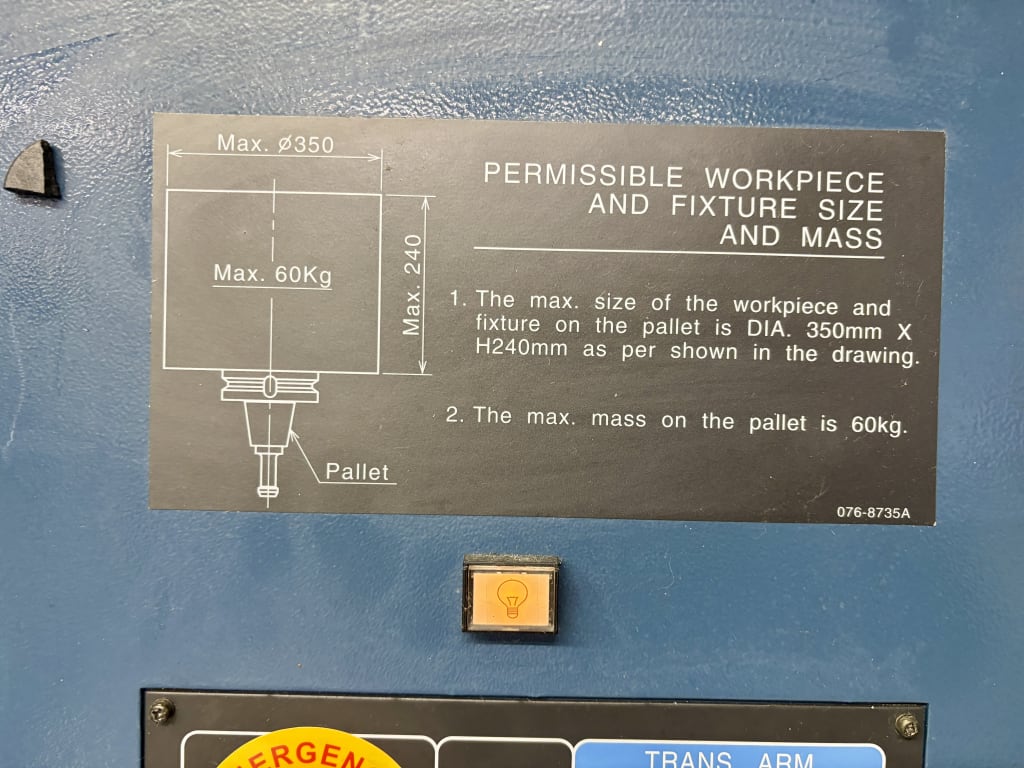 Max. Ø350
Max. 60Kg
Max. 240
Pallet
PERMISSIBLE WORKPIECE
AND FIXTURE SIZE
AND MASS
1. The max. size of the workpiece and
fixture on the pallet is DIA. 350mm X
H240mm as per shown in the drawing.
2. The max. mass on the pallet is 60kg.
076-8735A
TRANS ARM